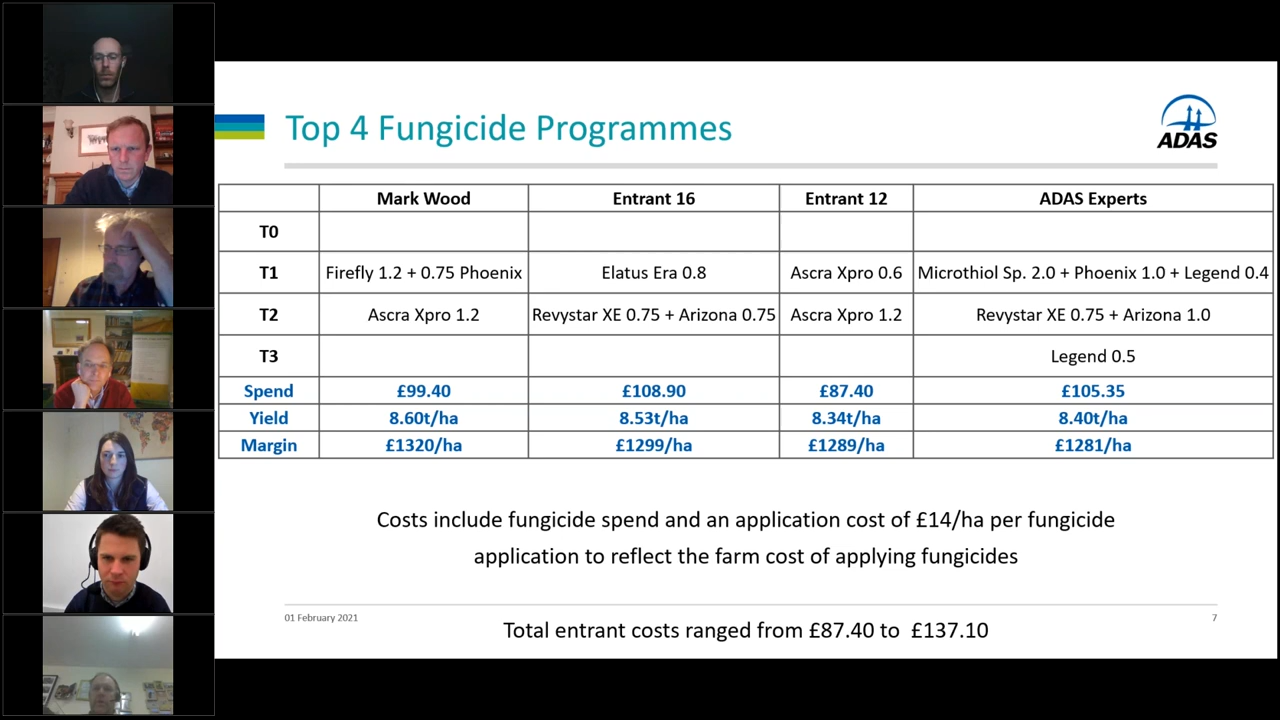 Top 4 Fungicide Programmes
ADAS
Mark Wood Entrant 16 Entrant 12 ADAS Experts
T0
T1 Firefly 1.2 + 0.75 Phoenix Elatus Era 0.8 Ascra Xpro 0.6 Microthiol Sp. 2.0 + Phoenix 1.0 + Legend 0.4
T2 Ascra Xpro 1.2 Revystar XE 0.75 + Arizona 0.75 Ascra Xpro 1.2 Revystar XE 0.75 + Arizona 1.0
T3 Legend 0.5
Spend £99.40 £108.90 £87.40 £105.35
Yield 8.60t/ha 8.53t/ha 8.34t/ha 8.40t/ha
Margin £1320/ha £1299/ha £1289/ha £1281/ha
Costs include fungicide spend and an application cost of £14/ha per fungicide
application to reflect the farm cost of applying fungicides
01 February 2021 7
Total entrant costs ranged from £87.40 to £137.10